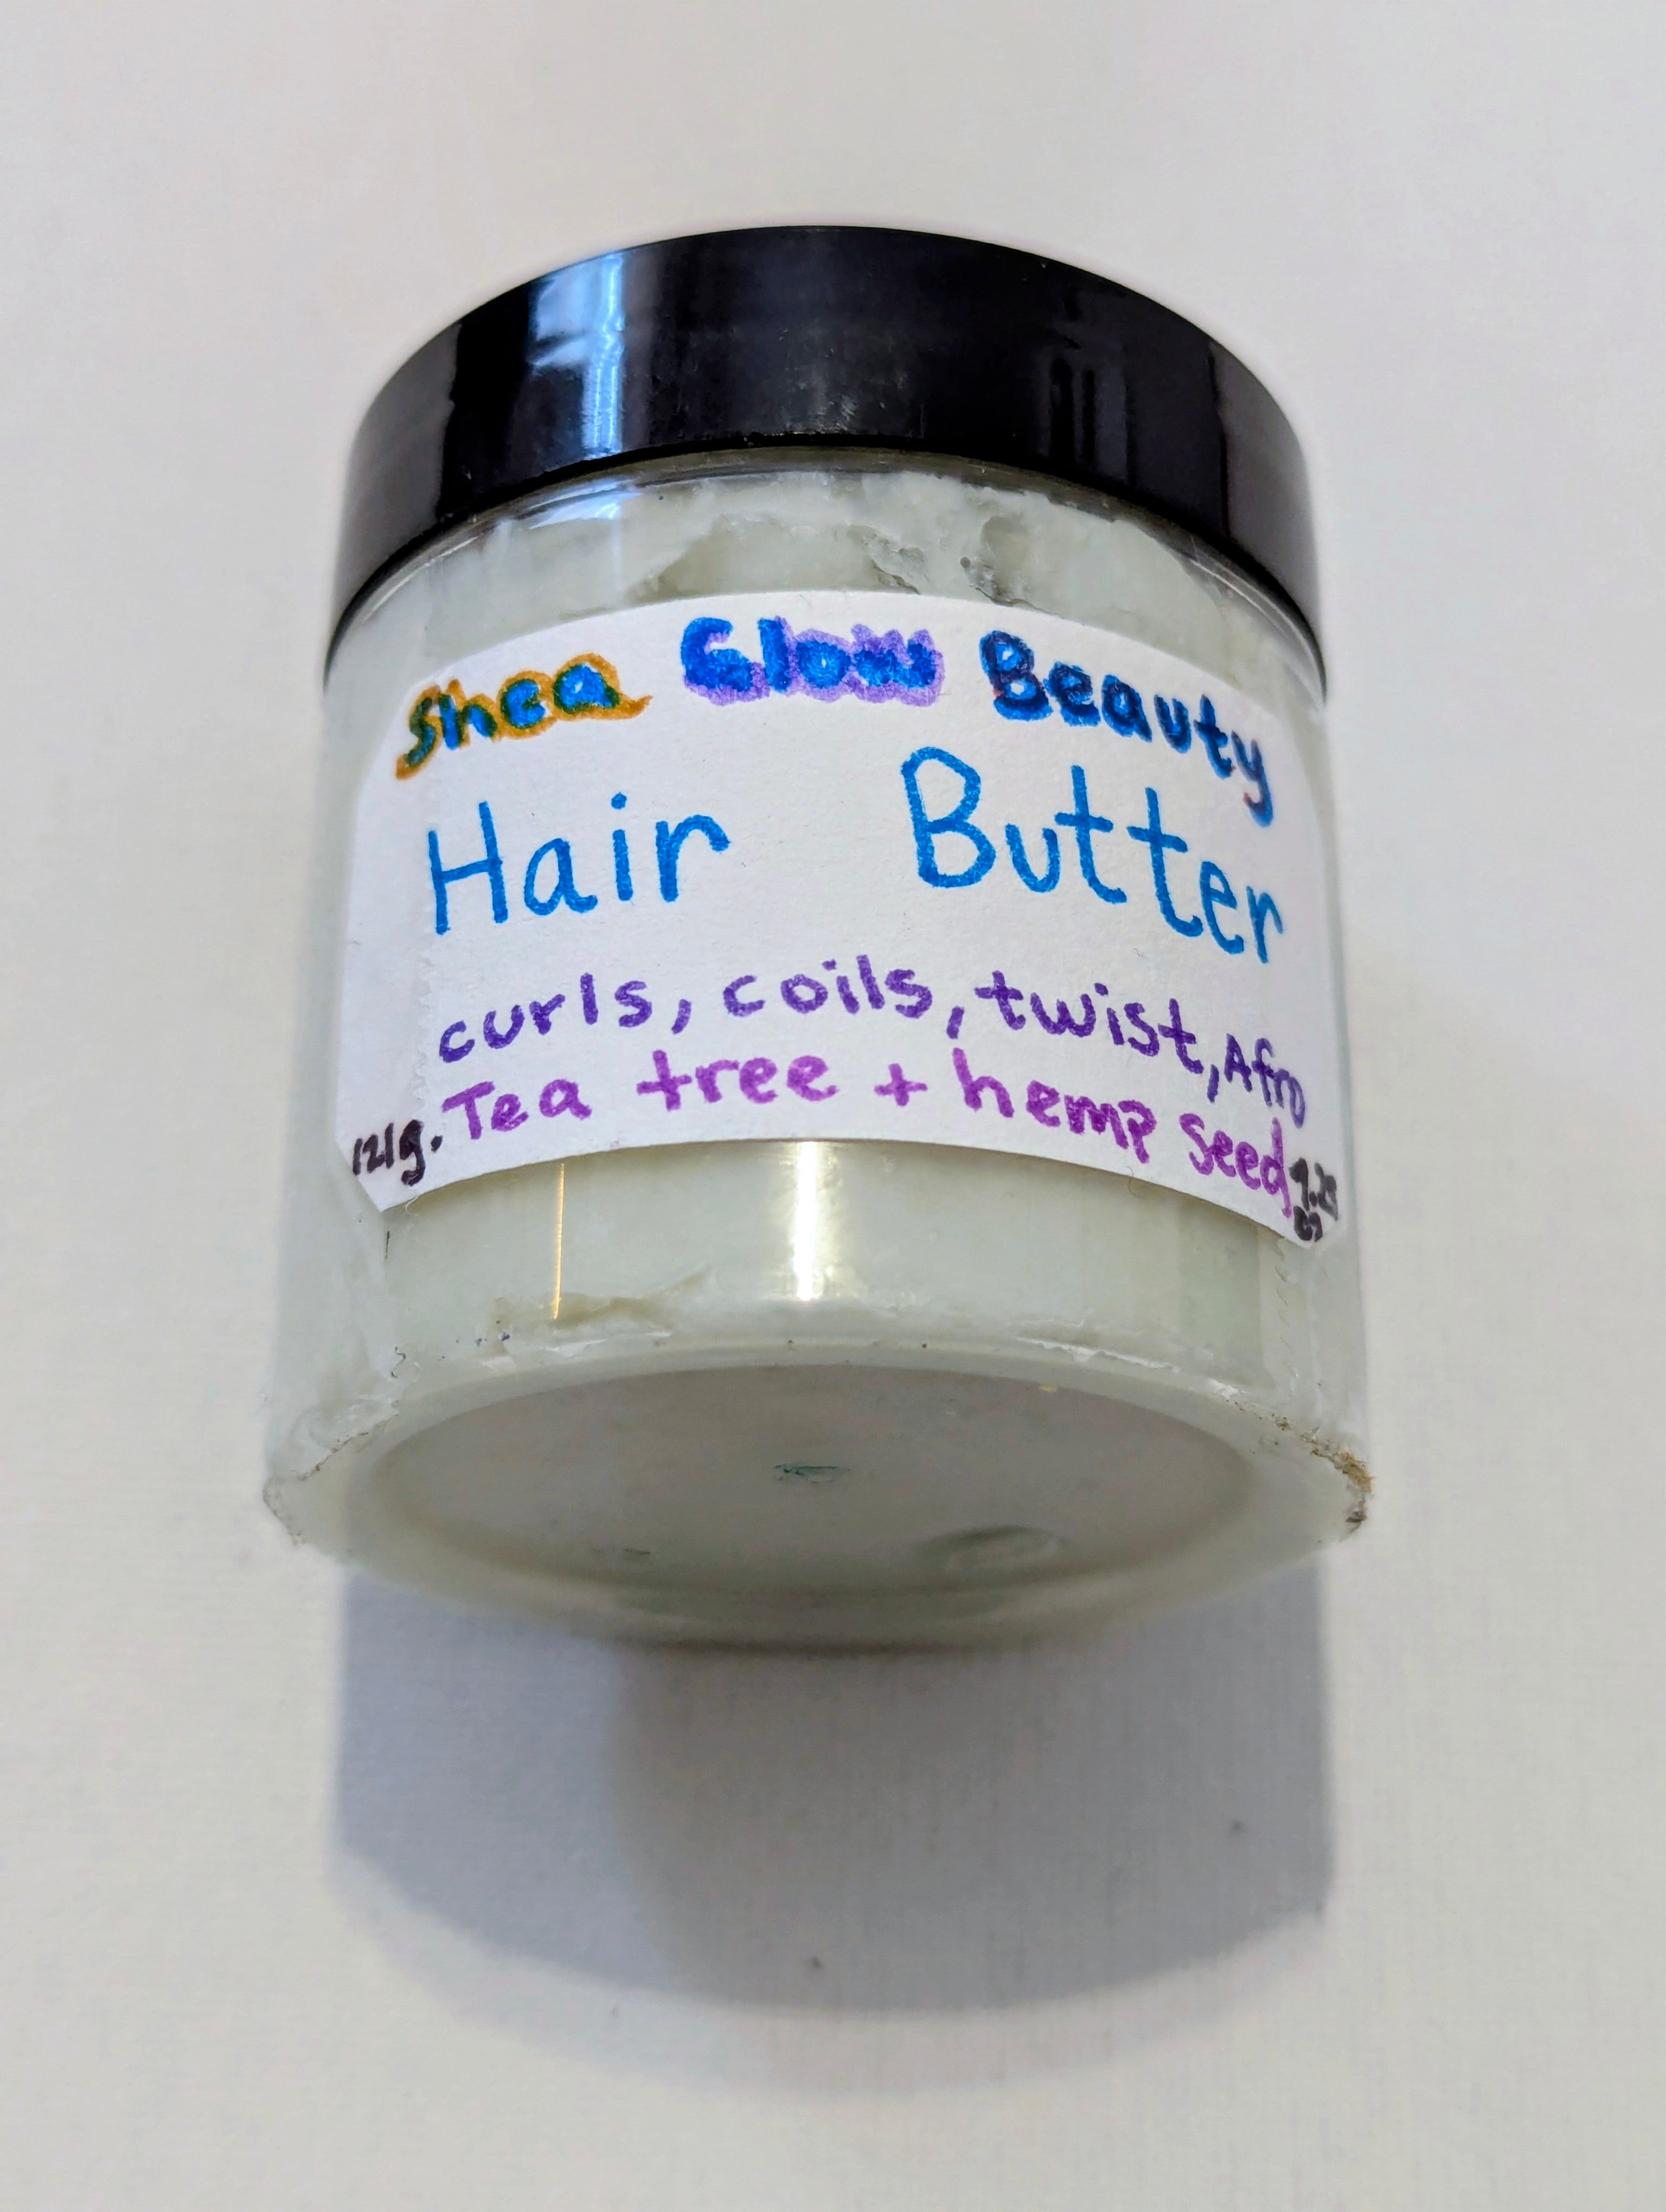 Shea Glow Beauty
Hair Butter
curls, coils, twist, Afro
Tea tree + hemp seed
121g.